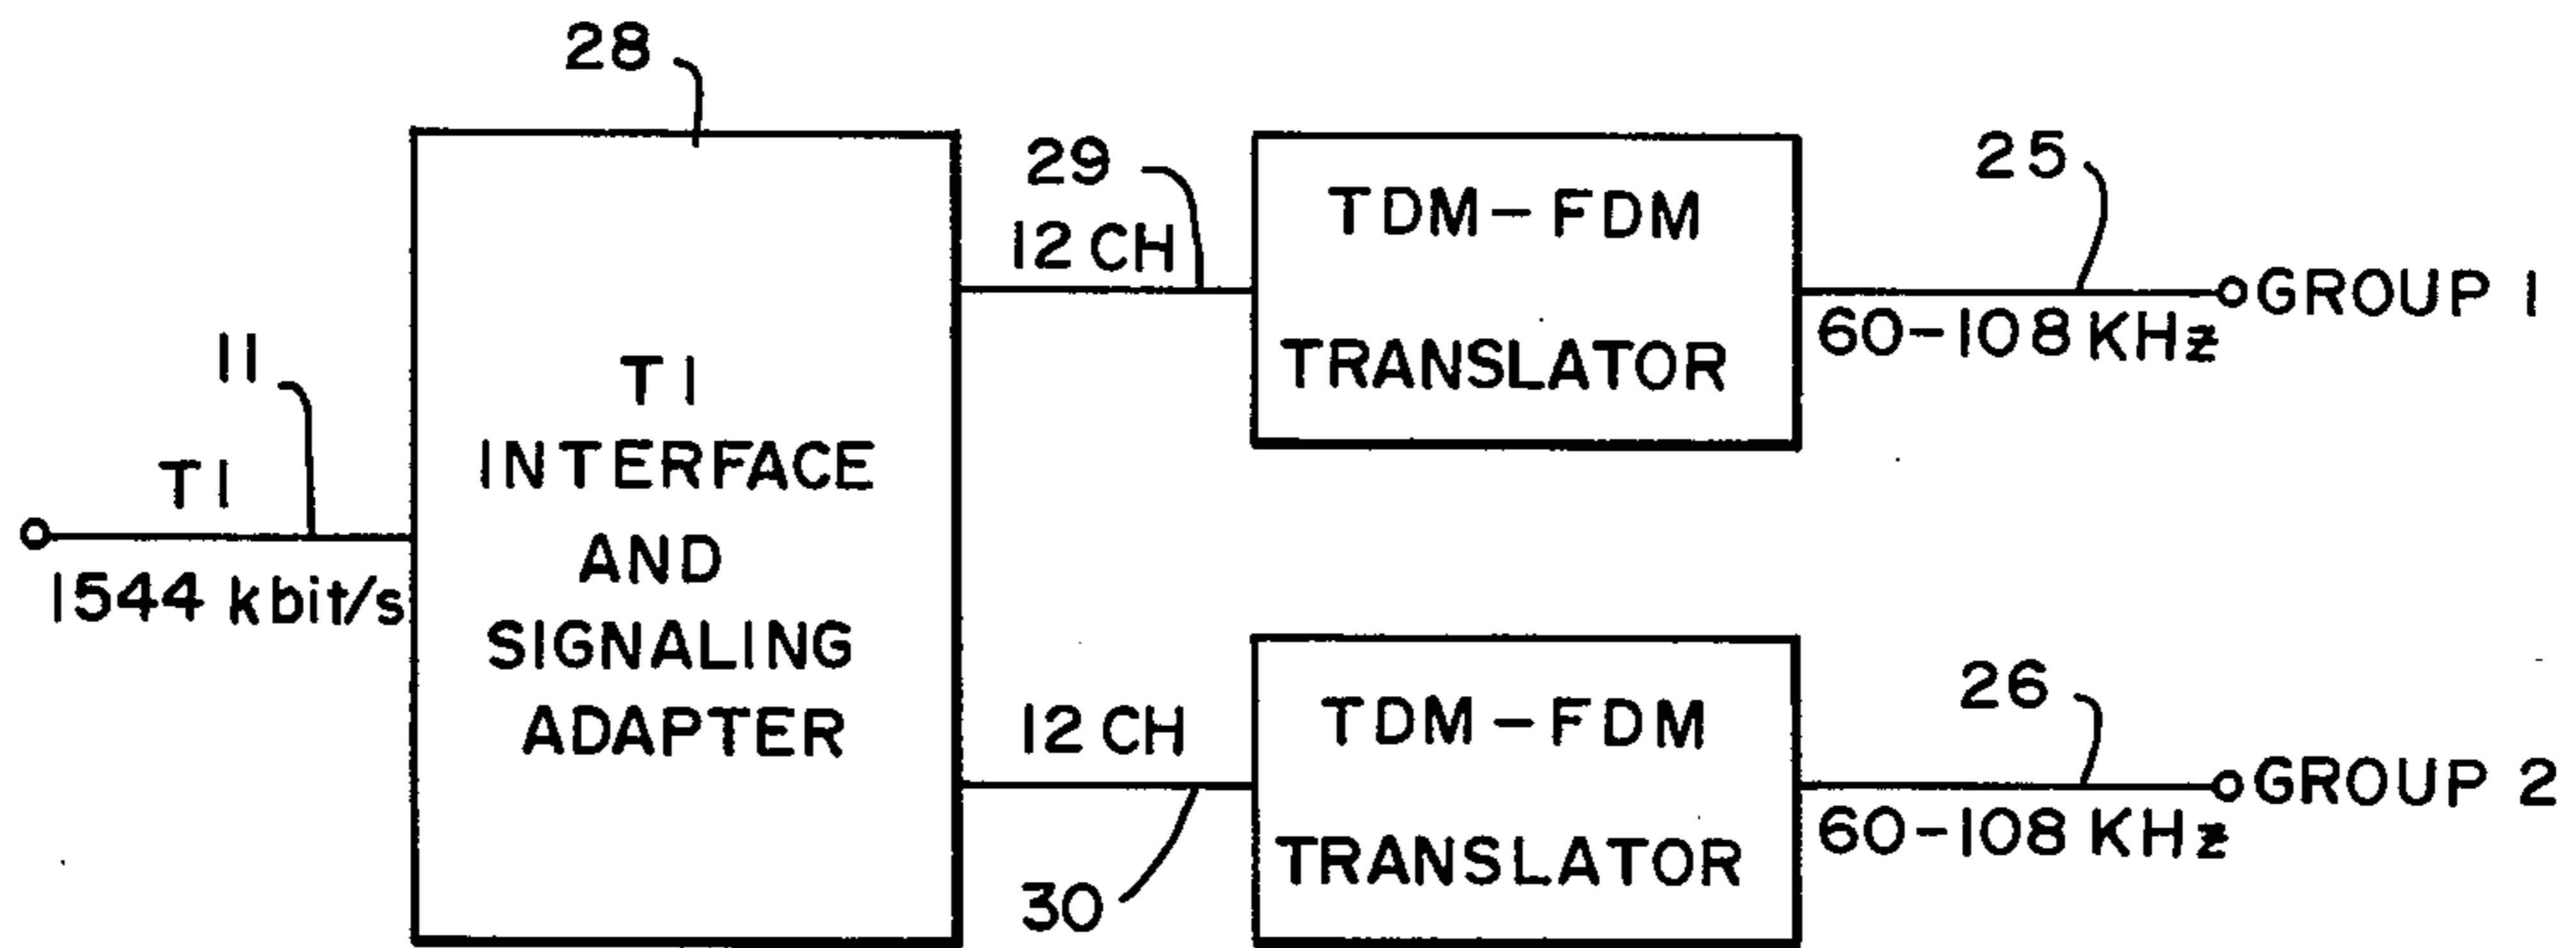 28
11
T1
1544 kbit/s
T1
INTERFACE
AND
SIGNALING
ADAPTER
29
12 CH
TDM-FDM
TRANSLATOR
25
60-108 KHz
GROUP 1
12 CH
30
TDM-FDM
TRANSLATOR
26
60-108 KHz
GROUP 2